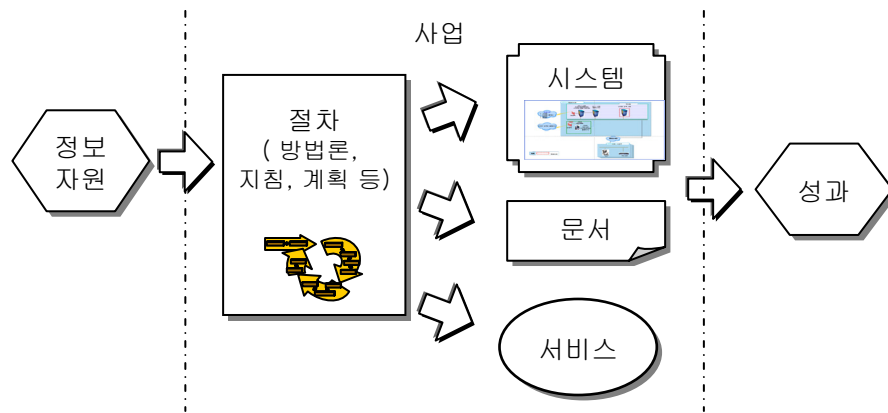 사업
정보
자원
절차
( 방법론,
지침, 계획 등)
시스템
문서
서비스
성과